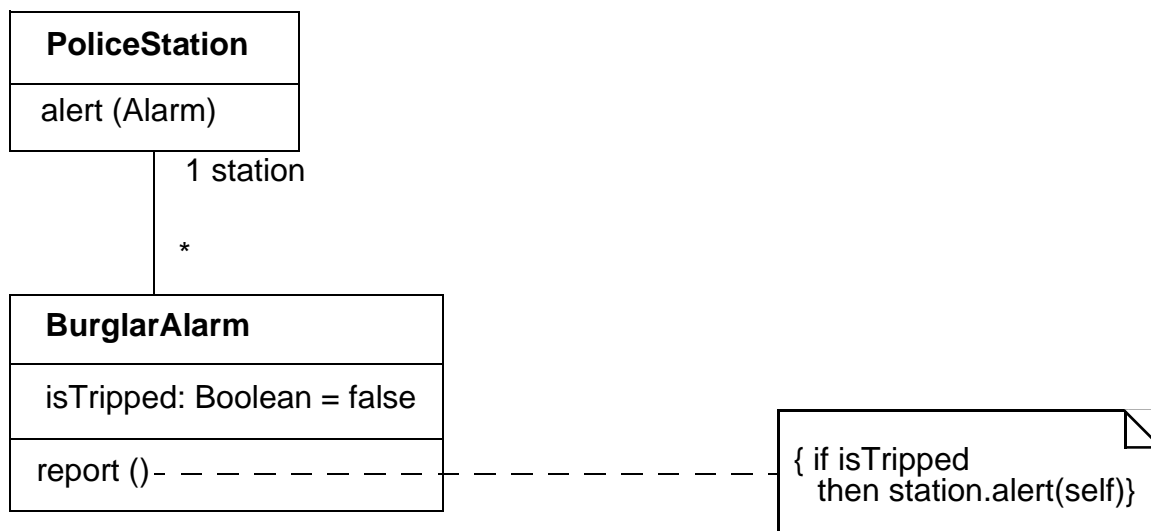 PoliceStation
alert (Alarm)
1 station
*
BurglarAlarm
isTripped: Boolean = false
report ()
{ if isTripped
then station.alert(self)}